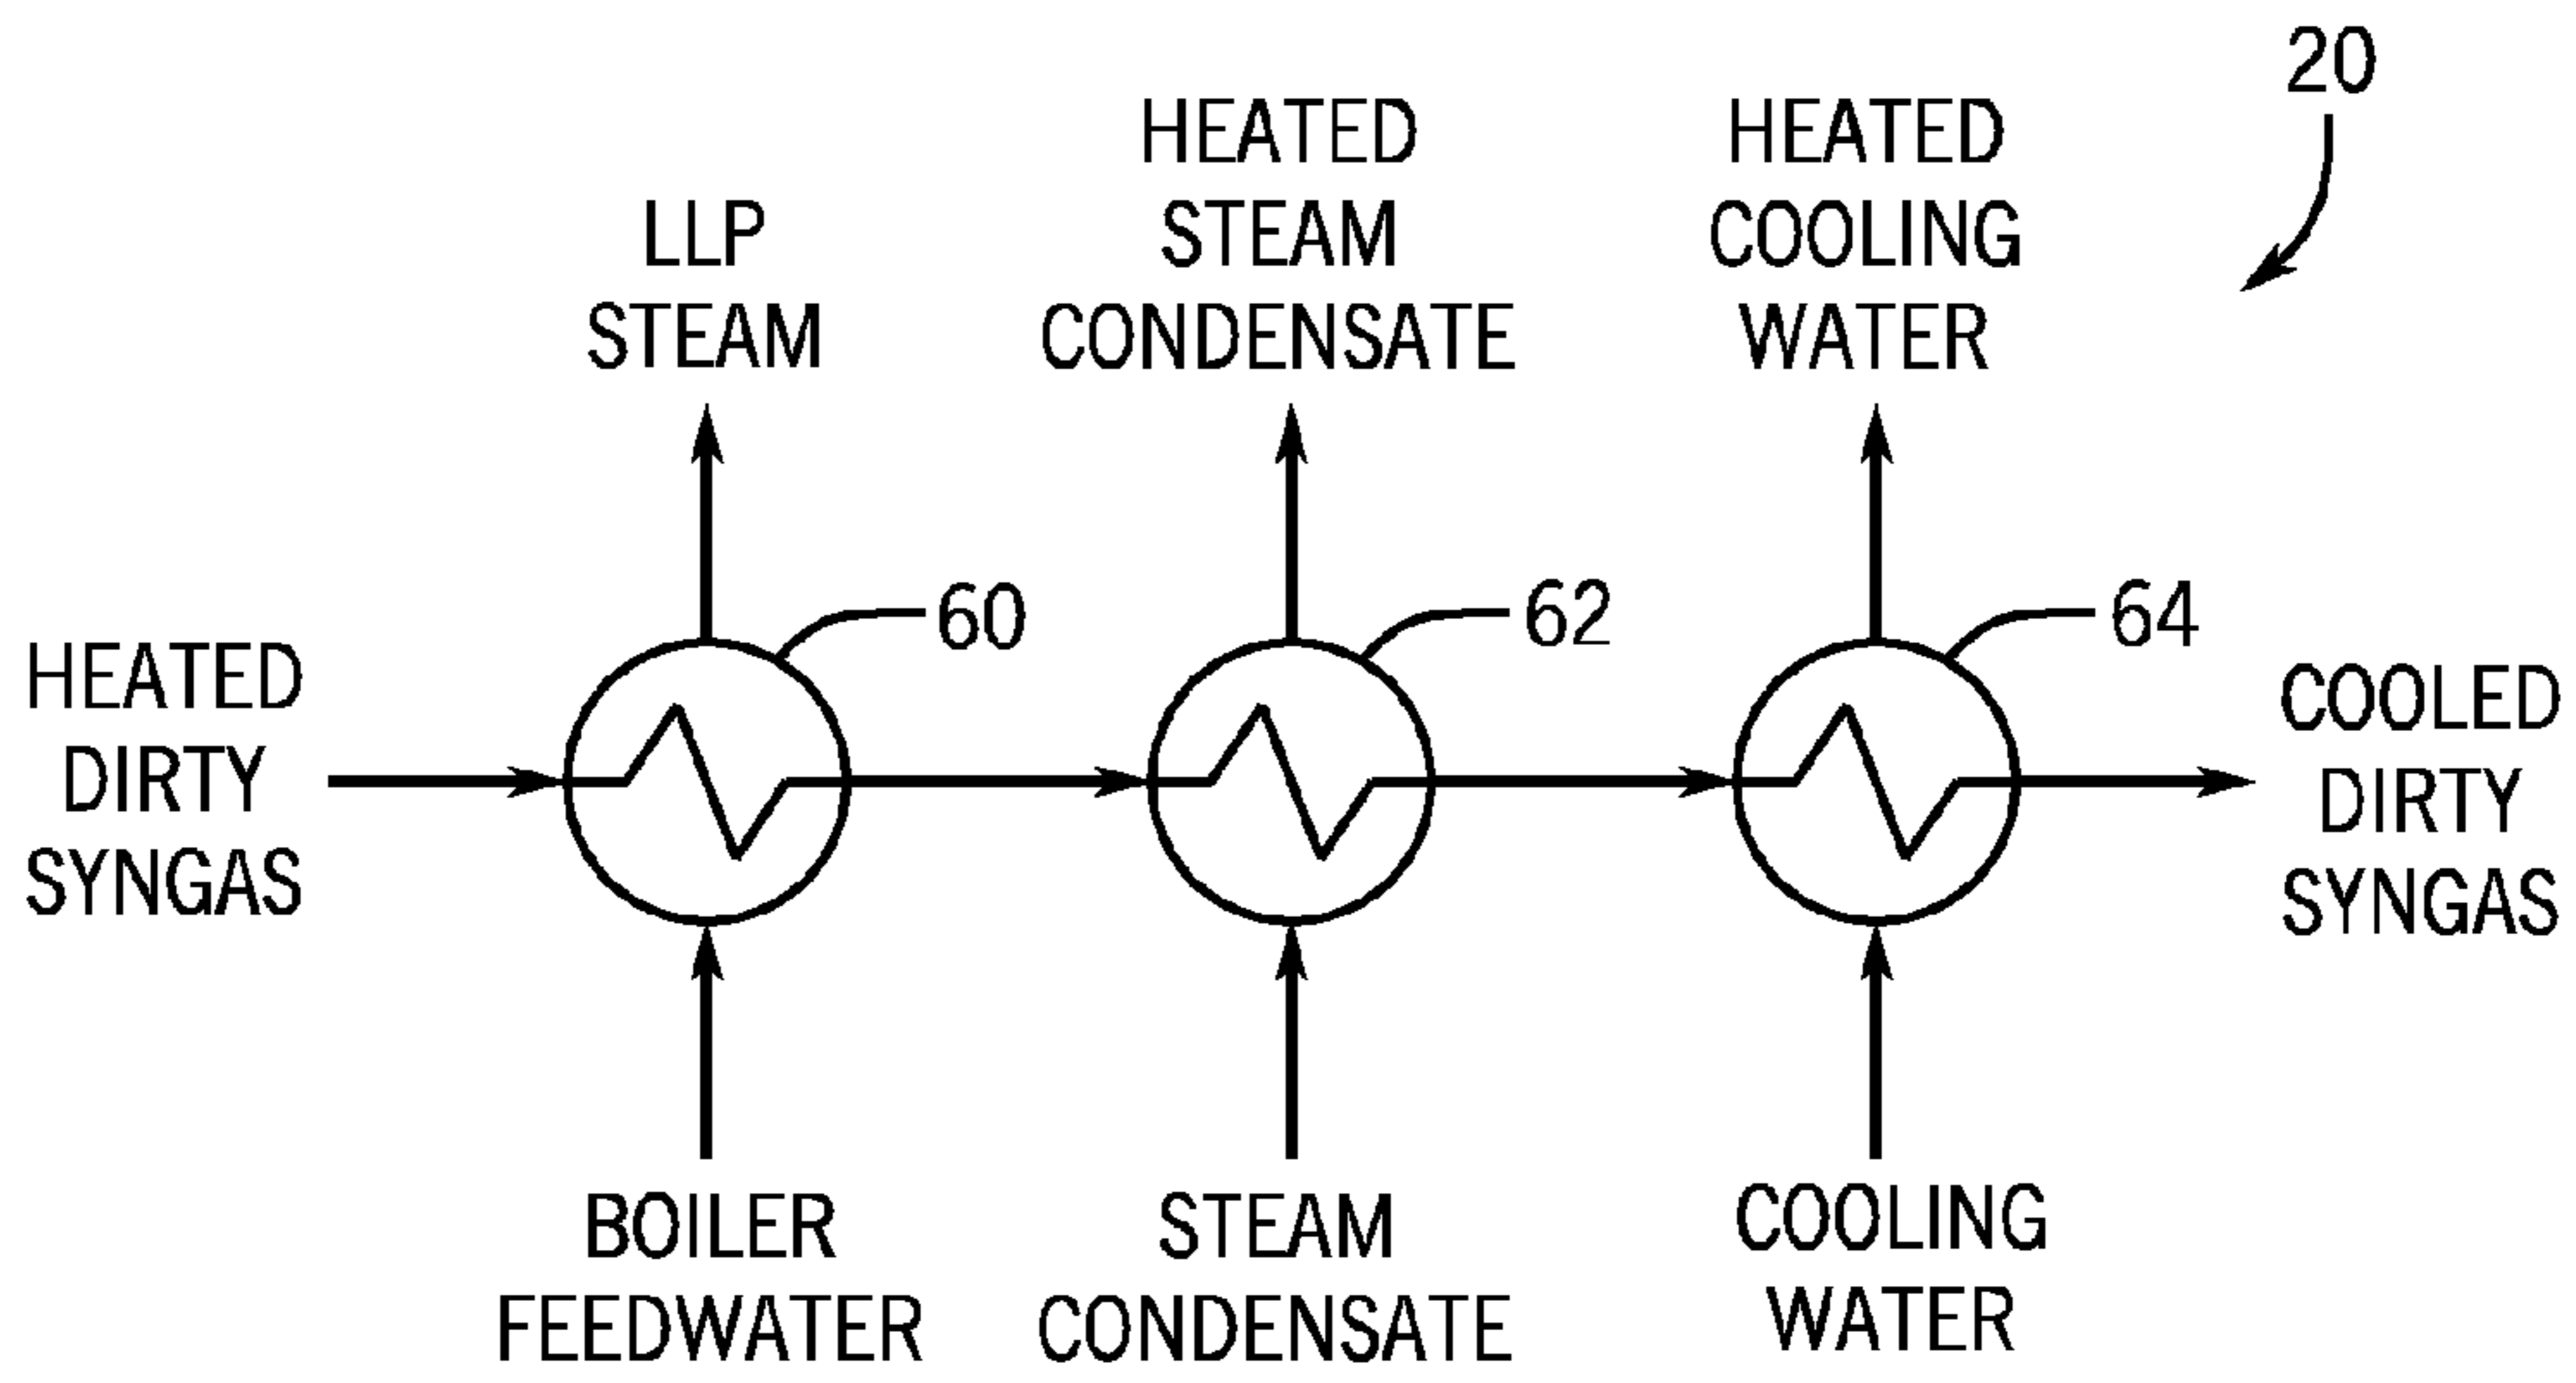 20
HEATED
STEAM
CONDENSATE
HEATED
COOLING
WATER
LLP
STEAM
60
62
64
HEATED
DIRTY
SYNGAS
COOLED
DIRTY
SYNGAS
BOILER
FEEDWATER
STEAM
CONDENSATE
COOLING
WATER